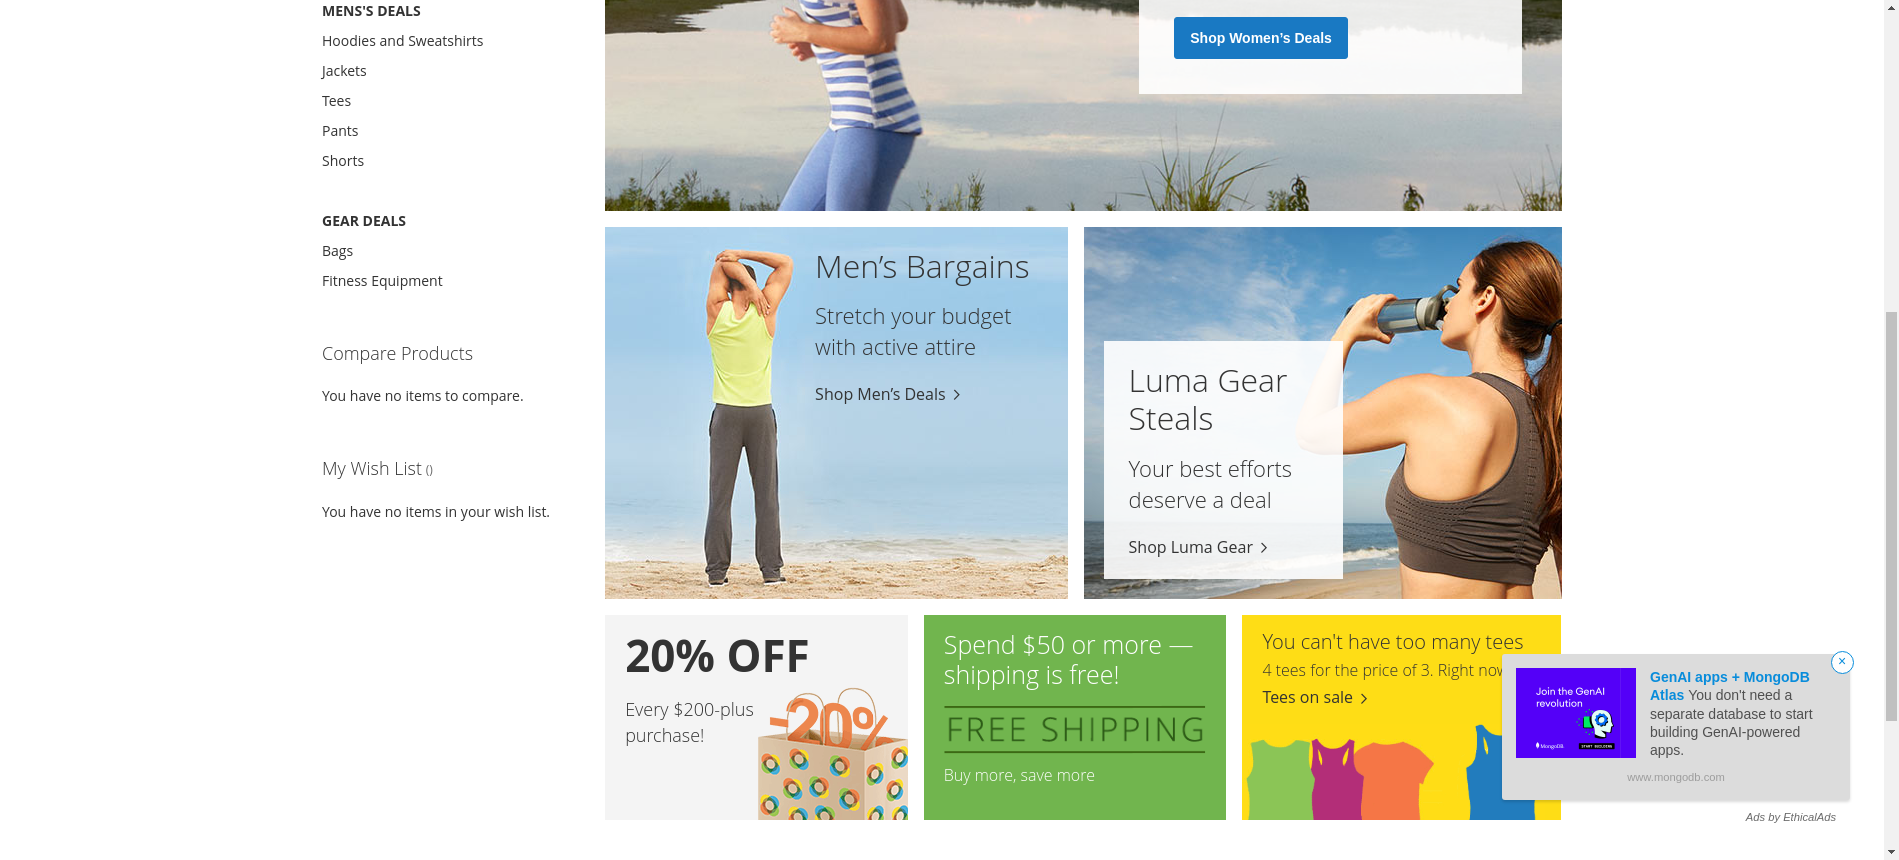 MENS'S DEALS
Hoodies and Sweatshirts
Jackets
Tees
Pants
Shorts
GEAR DEALS
Bags
Fitness Equipment
Compare Products
You have no items to compare.
My Wish List ()
You have no items in your wish list.
Shop Women’s Deals
Men’s Bargains
Stretch your budget
with active attire
Shop Men’s Deals
Luma Gear
Steals
Your best efforts
deserve a deal
Shop Luma Gear
20% OFF
Every $200-plus
purchase!
-20%
Spend $50 or more —
shipping is free!
FREE SHIPPING
Buy more, save more
You can't have too many tees
4 tees for the price of 3. Right now
Tees on sale
Join the GenAI
revolution
MongoDB
START BUILDING
GenAI apps + MongoDB
Atlas You don't need a
separate database to start
building GenAI-powered
apps.
www.mongodb.com
Ads by EthicalAds